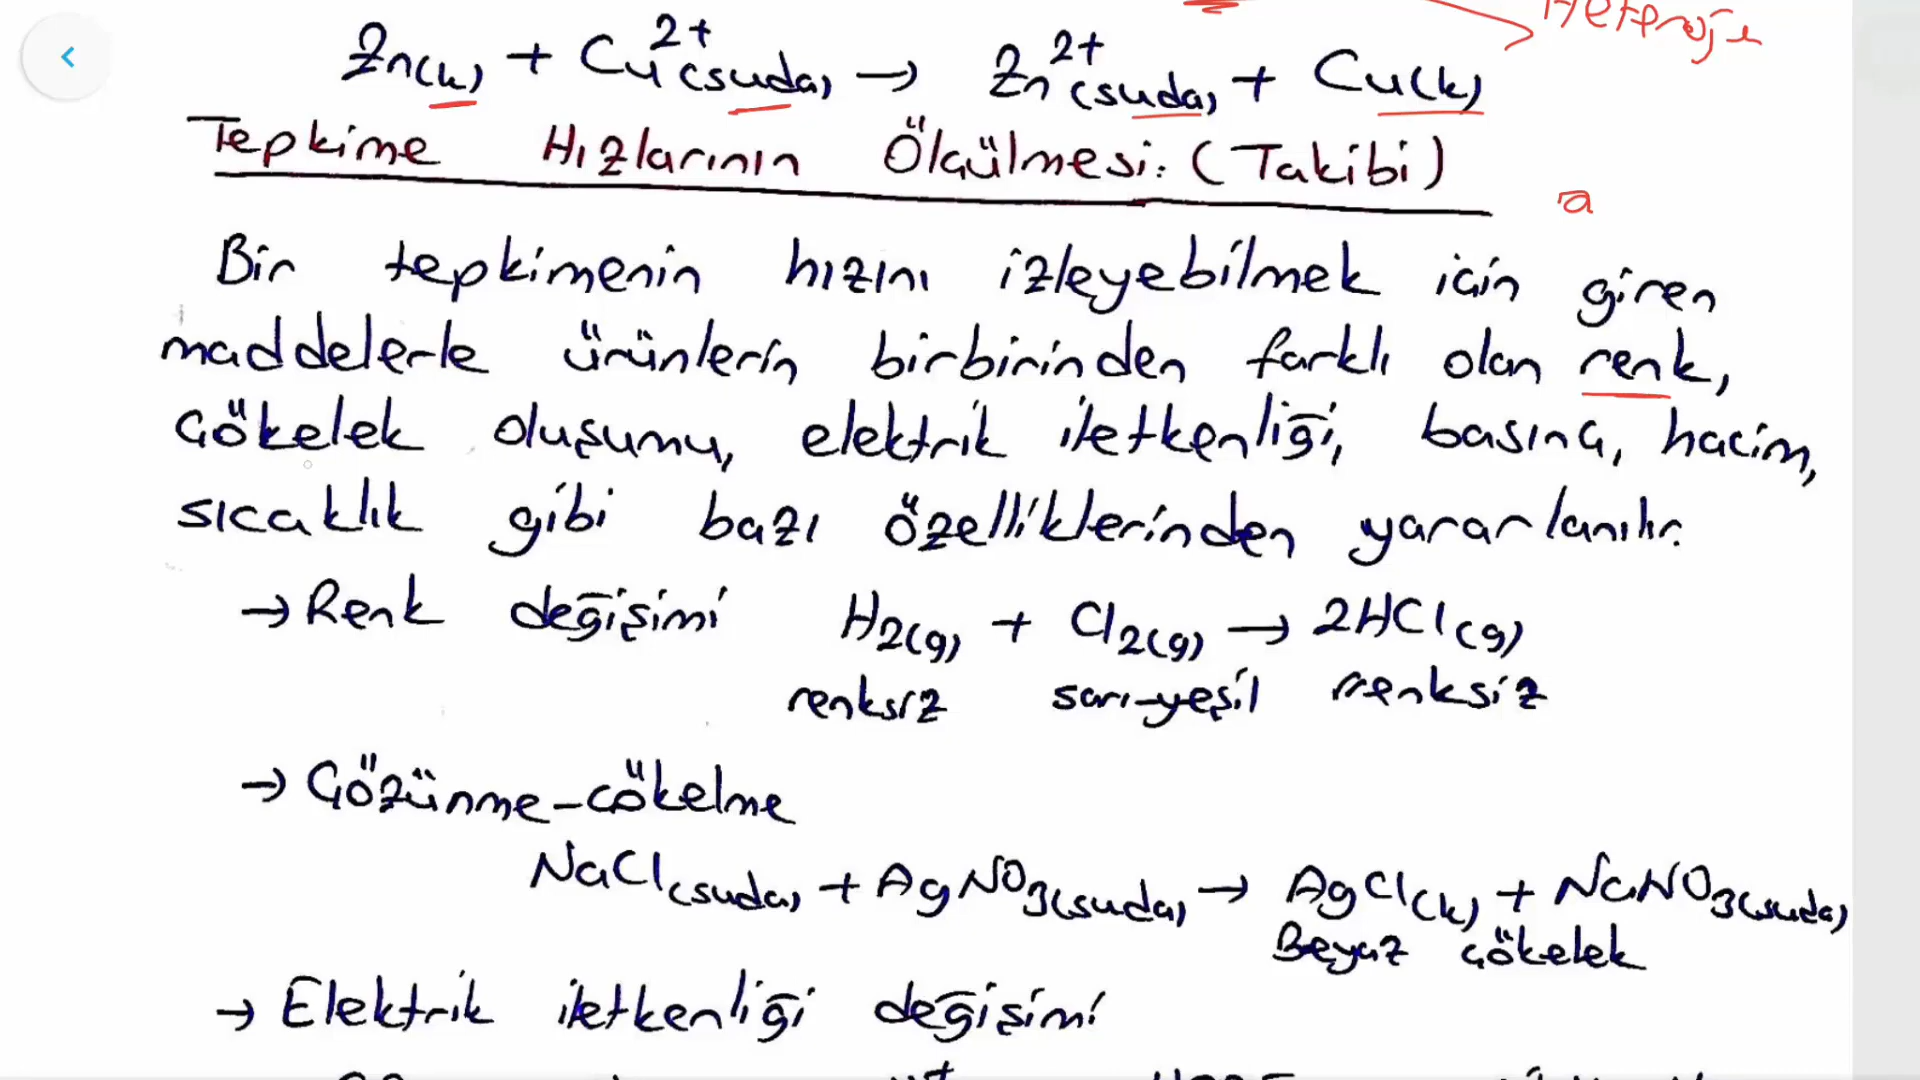 Heteroje
Zn(k) + Cu²⁺(suda) → Zn²⁺(suda) + Cu(k)
Tepkime Hızlarının Ölçülmesi: (Takibi)
a
Bir tepkimenin hızını izleyebilmek için giren
maddelerle ürünlerin birbirinden farklı olan renk,
çökelek oluşumu, elektrik iletkenliği, basınç, hacim,
sıcaklık gibi bazı özelliklerinden yararlanılır.
→ Renk değişimi H₂(g) + Cl₂(g) → 2HCl(g)
renksiz sarı-yeşil renksiz
→ Çözünme-çökelme
NaCl(suda) + AgNO₃(suda) → AgCl(k) + NaNO₃(suda)
Beyaz çökelek
→ Elektrik iletkenliği değişimi